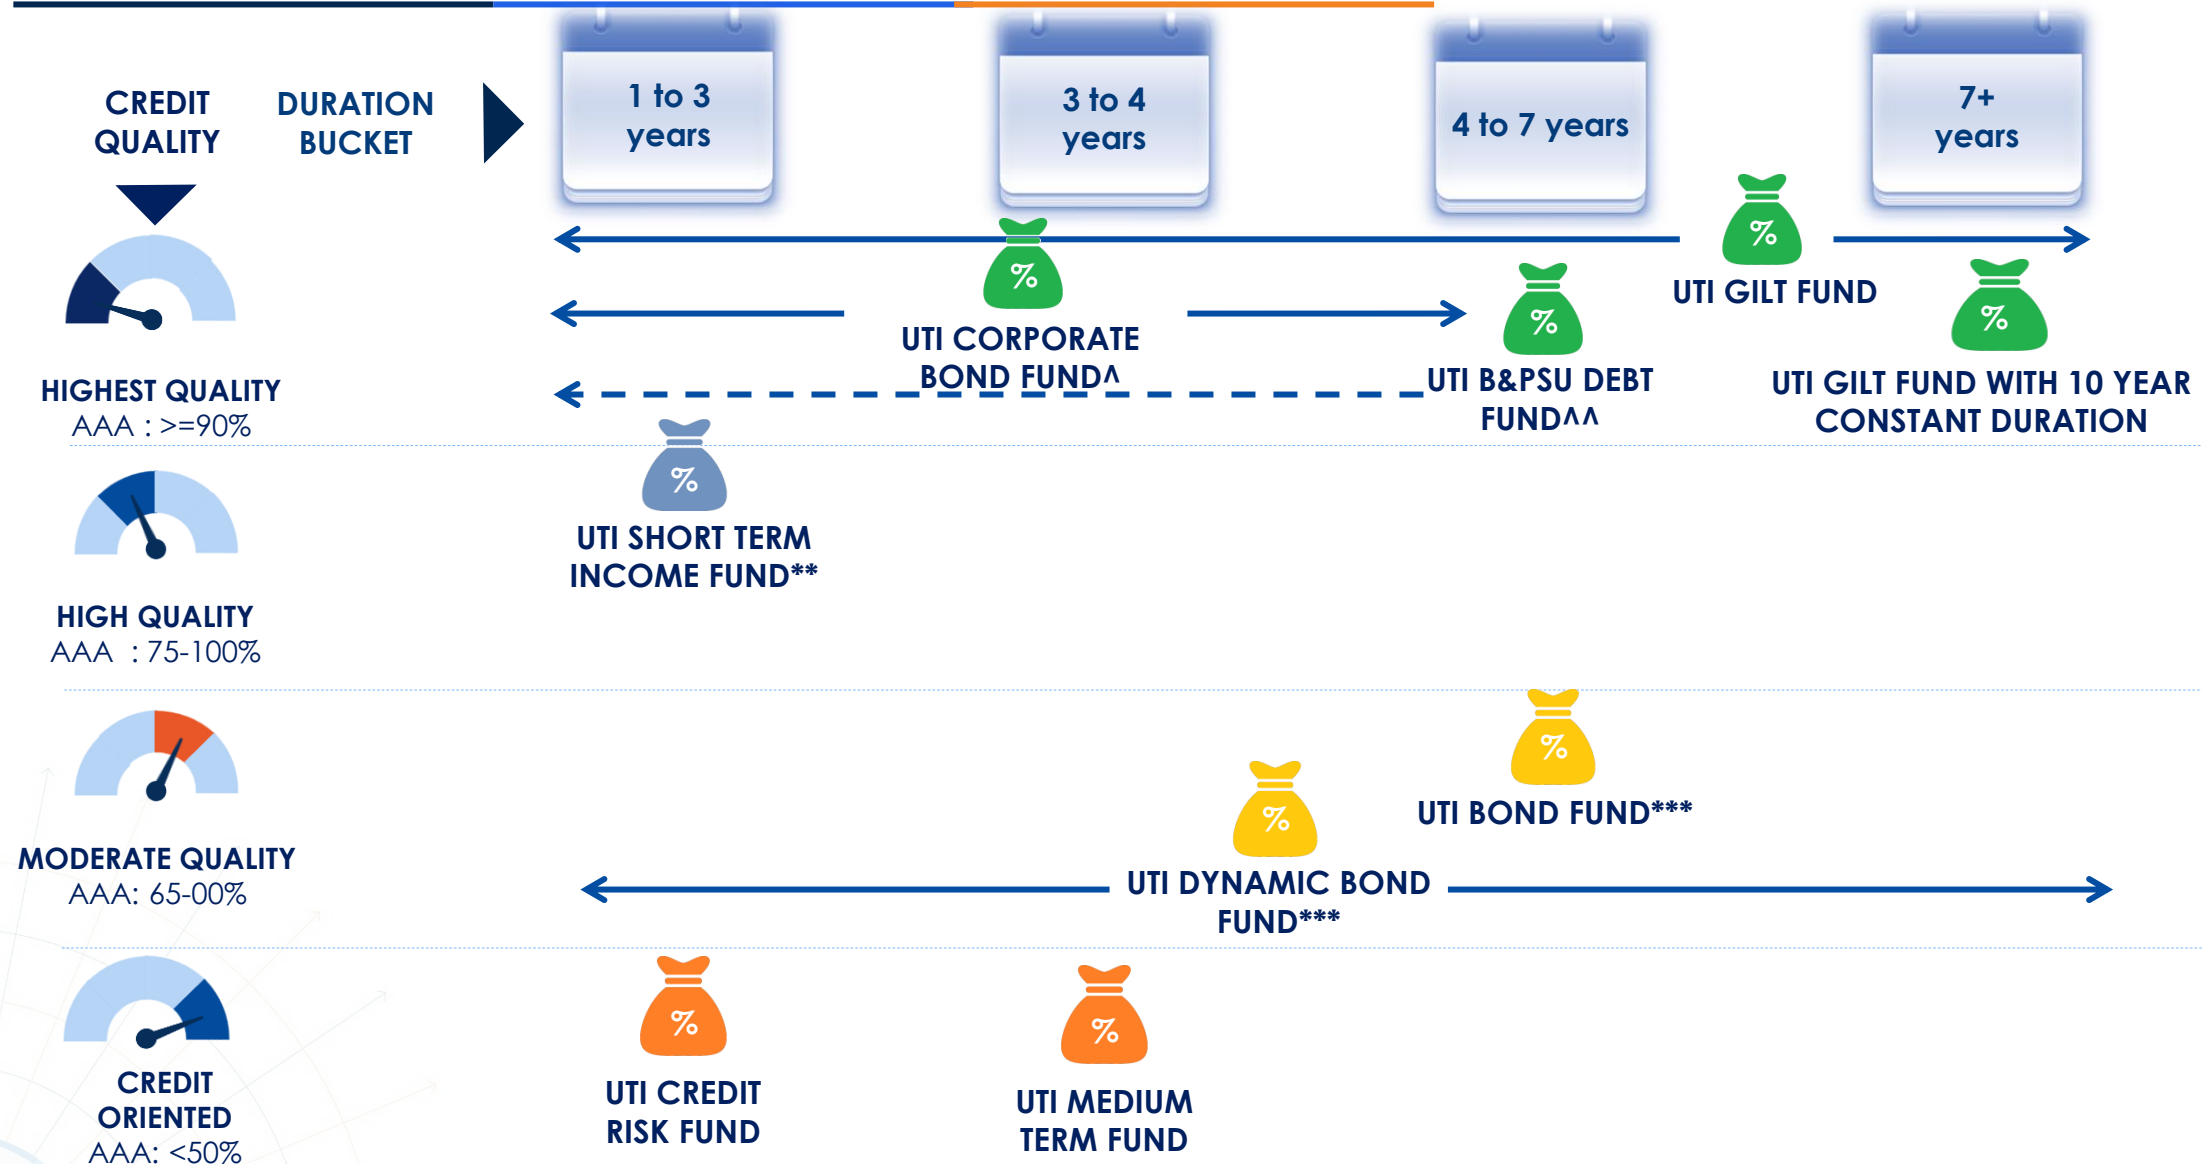 CREDIT
QUALITY
DURATION
BUCKET
1 to 3
years
3 to 4
years
4 to 7 years
7+
years
%
%
%
%
UTI GILT FUND
UTI CORPORATE
BOND FUND^
UTI B&PSU DEBT
FUND^^
UTI GILT FUND WITH 10 YEAR
CONSTANT DURATION
HIGHEST QUALITY
AAA : >=90%
%
UTI SHORT TERM
INCOME FUND**
HIGH QUALITY
AAA : 75-100%
%
UTI BOND FUND***
%
UTI DYNAMIC BOND
FUND***
MODERATE QUALITY
AAA: 65-00%
%
%
UTI CREDIT
RISK FUND
UTI MEDIUM
TERM FUND
CREDIT
ORIENTED
AAA: <50%